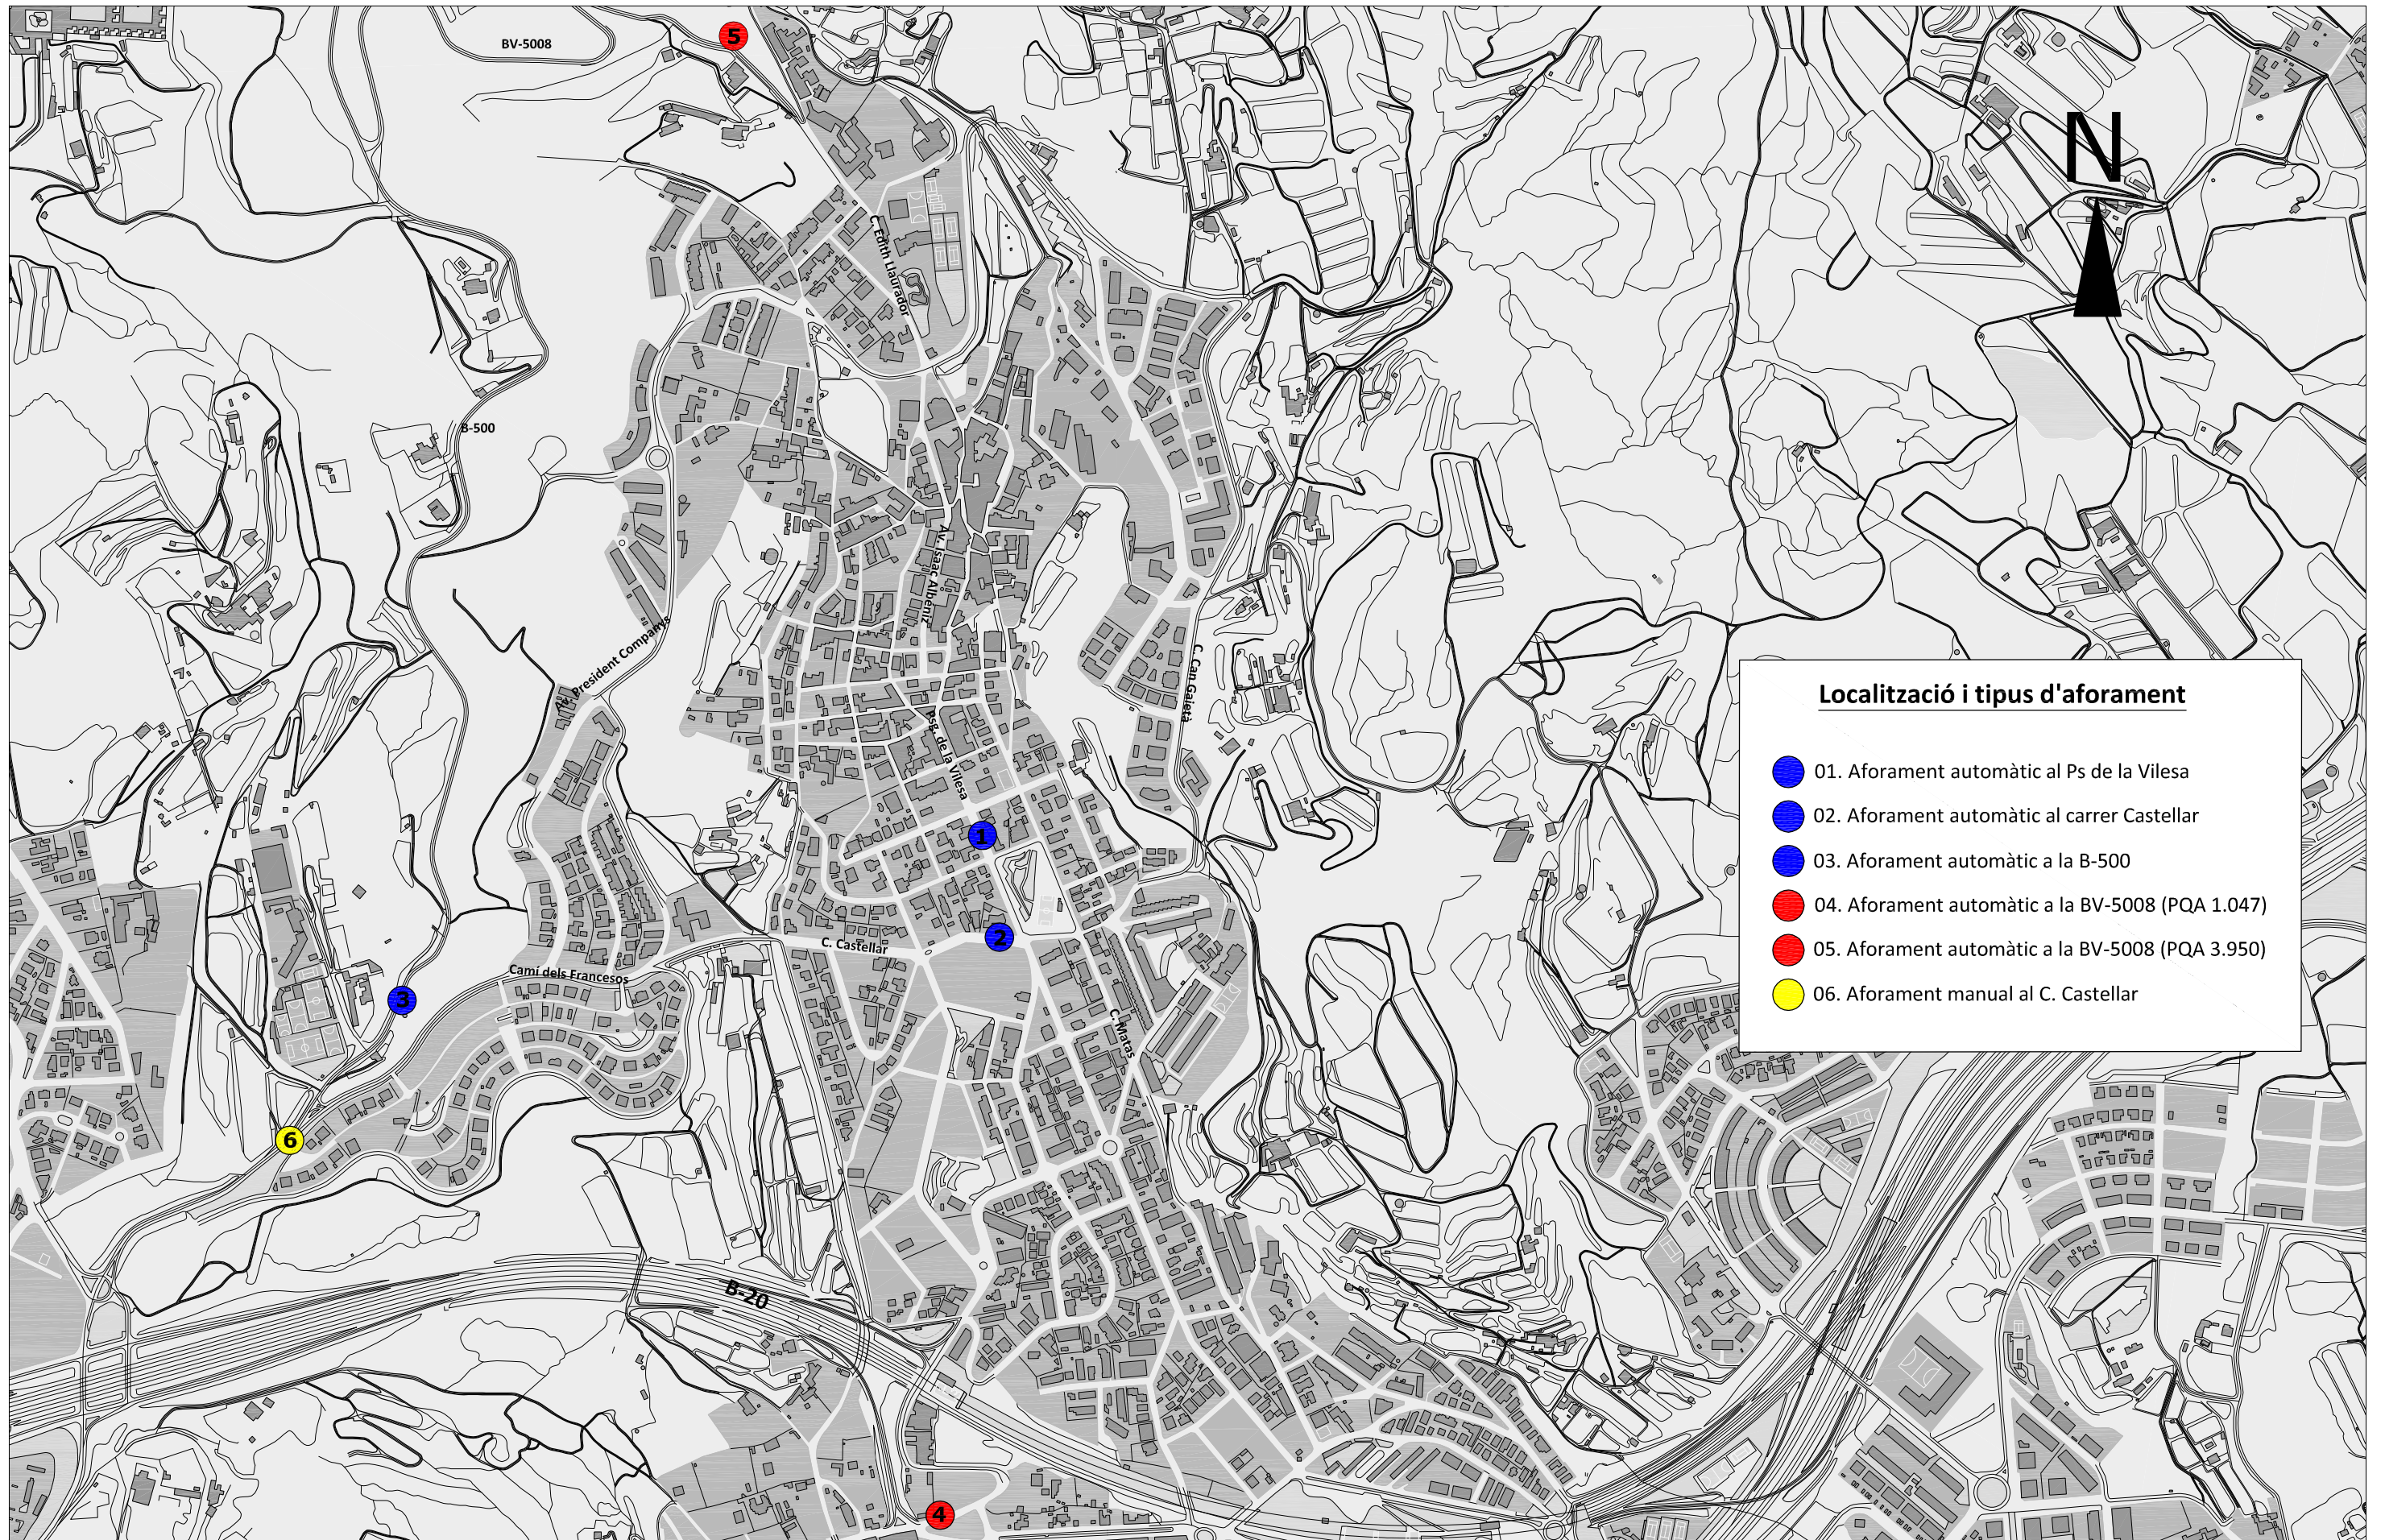 BV-5008
5
N
C. Edith Llaurador
B-500
Av. Isaac Albeniz
Av. President Companys
C. Can Gaietà
Psg. de la Vilesa
Localització i tipus d'aforament
01. Aforament automàtic al Ps de la Vilesa
02. Aforament automàtic al carrer Castellar
03. Aforament automàtic a la B-500
04. Aforament automàtic a la BV-5008 (PQA 1.047)
05. Aforament automàtic a la BV-5008 (PQA 3.950)
06. Aforament manual al C. Castellar
1
2
C. Castellar
Camí dels Francesos
3
C. Matas
6
B-20
4